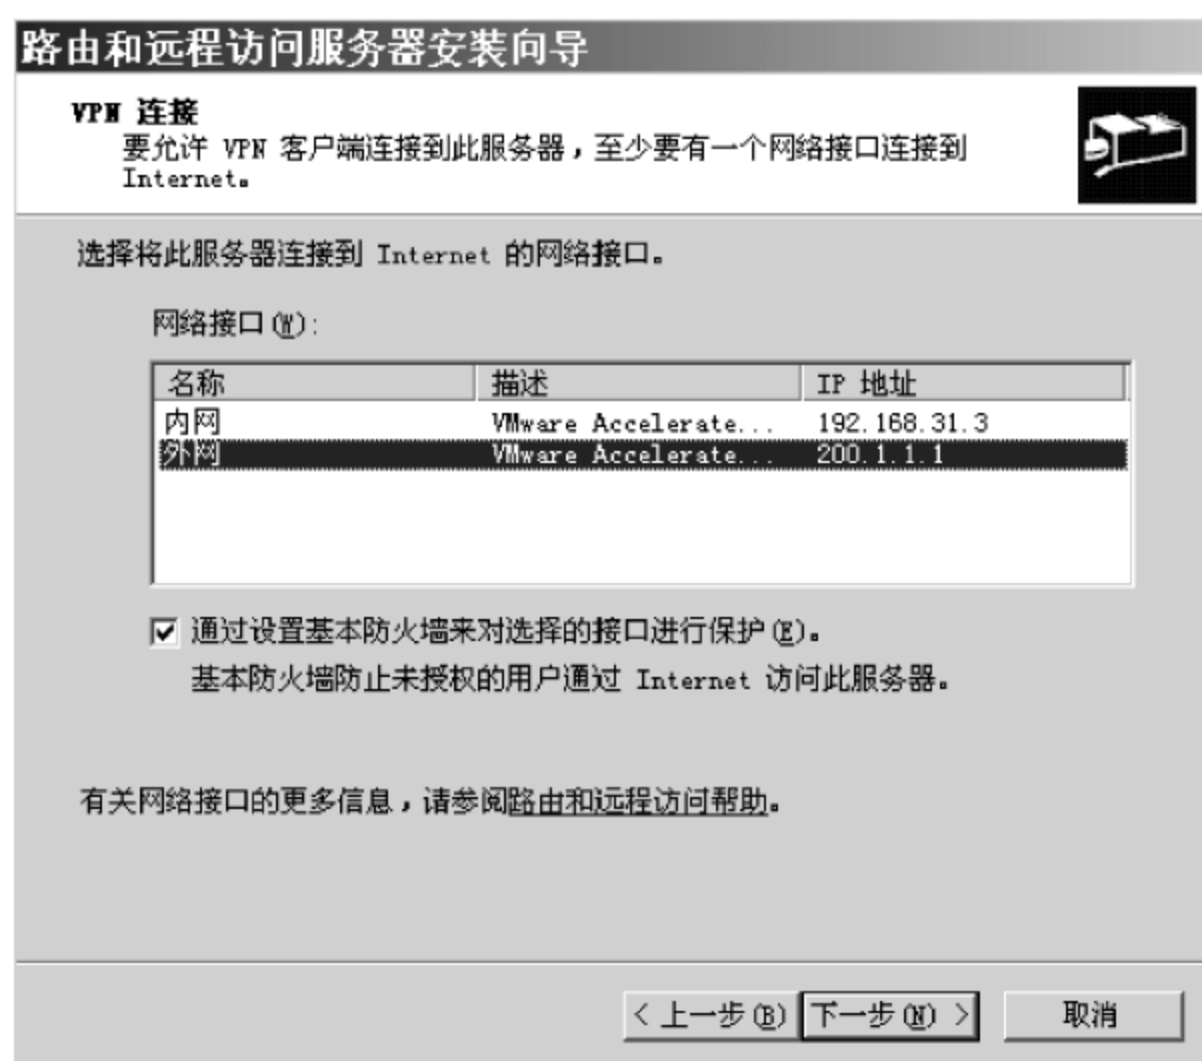 路由和远程访问服务器安装向导
VPN 连接
要允许 VPN 客户端连接到此服务器，至少要有一个网络接口连接到
Internet。
选择将此服务器连接到 Internet 的网络接口。
网络接口(W):
名称 描述 IP 地址
内网 VMware Accelerate... 192.168.31.3
外网 VMware Accelerate... 200.1.1.1
通过设置基本防火墙来对选择的接口进行保护(E)。
基本防火墙防止未授权的用户通过 Internet 访问此服务器。
有关网络接口的更多信息，请参阅路由和远程访问帮助。
< 上一步(B) 下一步(N) > 取消